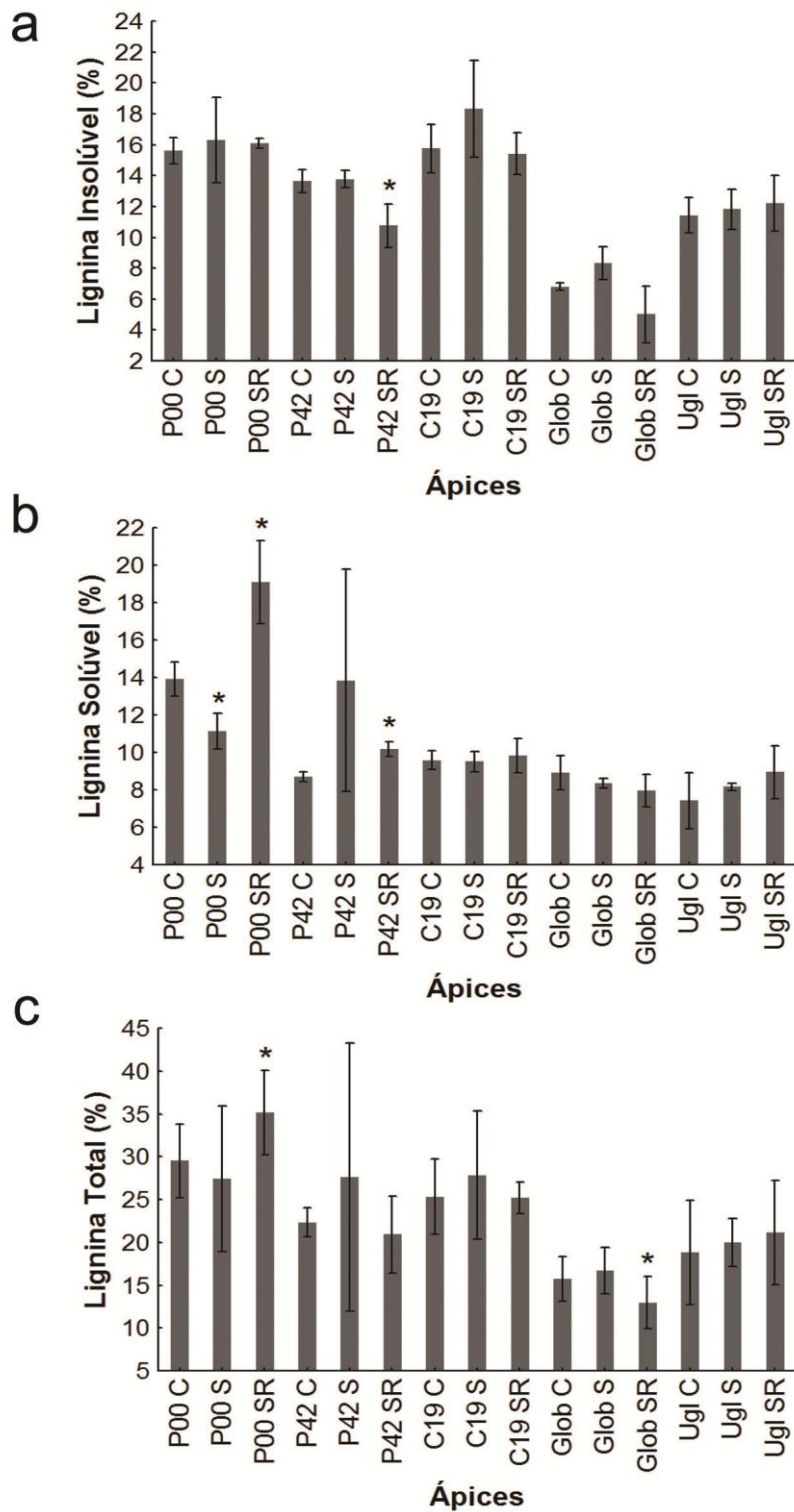 a
Lignina Insolúvel (%)
24
22
20
18
16
14
12
10
8
6
4
2
*
P00 C
P00 S
P00 SR
P42 C
P42 S
P42 SR
C19 C
C19 S
C19 SR
Glob C
Glob S
Glob SR
Ugl C
Ugl S
Ugl SR
Ápices
b
Lignina Solúvel (%)
22
20
18
16
14
12
10
8
6
4
*
*
*
P00 C
P00 S
P00 SR
P42 C
P42 S
P42 SR
C19 C
C19 S
C19 SR
Glob C
Glob S
Glob SR
Ugl C
Ugl S
Ugl SR
Ápices
c
Lignina Total (%)
45
40
35
30
25
20
15
10
5
*
*
P00 C
P00 S
P00 SR
P42 C
P42 S
P42 SR
C19 C
C19 S
C19 SR
Glob C
Glob S
Glob SR
Ugl C
Ugl S
Ugl SR
Ápices